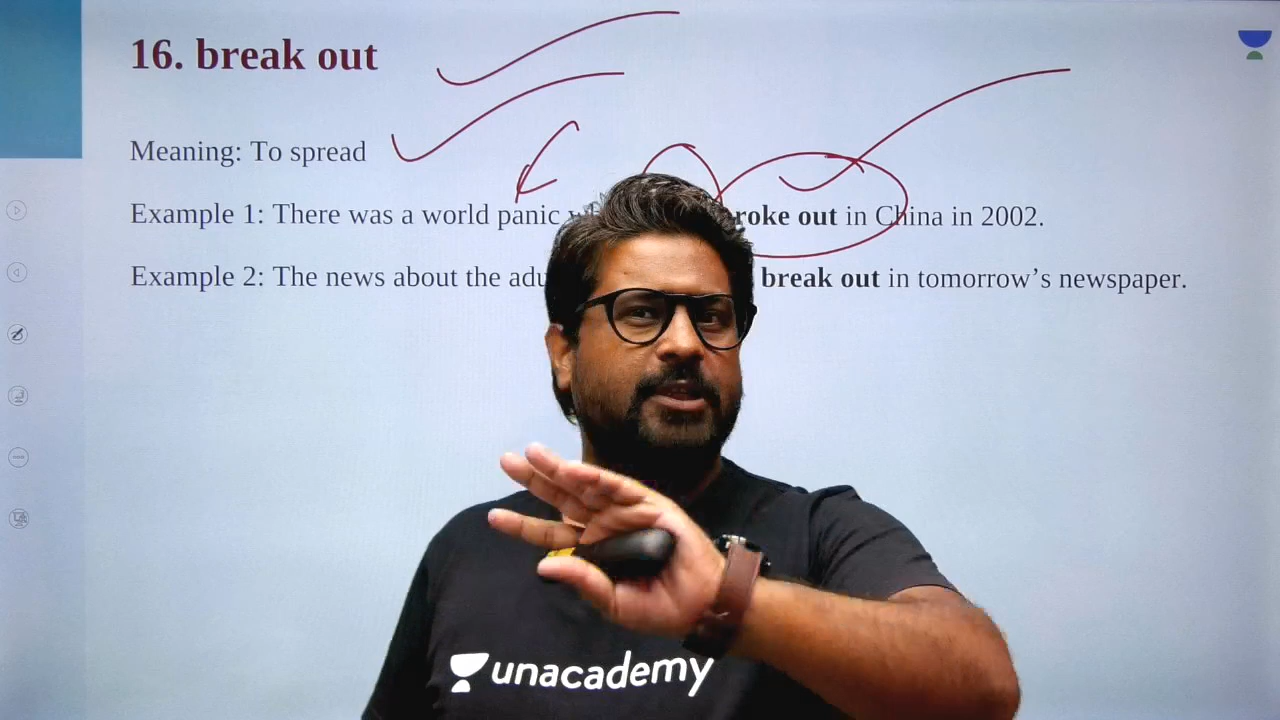 16. break out
Meaning: To spread
Example 1: There was a world panic roke out in China in 2002.
Example 2: The news about the adu break out in tomorrow’s newspaper.
unacademy